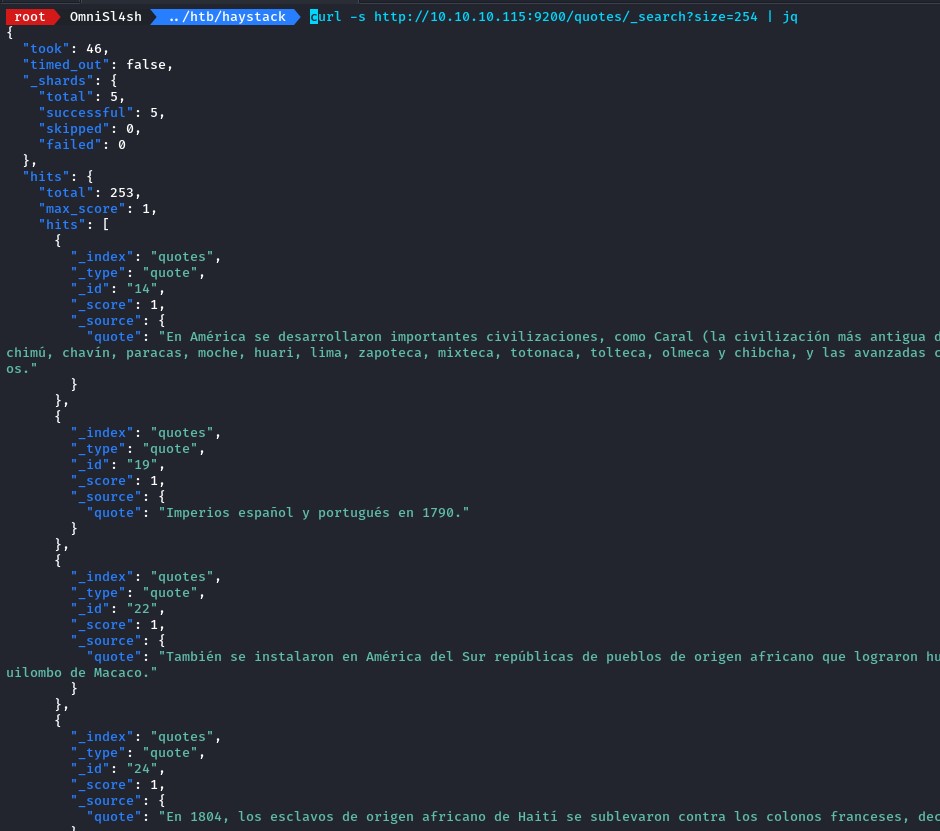 root OmniSl4sh ../htb/haystack curl -s http://10.10.10.115:9200/quotes/_search?size=254 | jq
{
  "took": 46,
  "timed_out": false,
  "_shards": {
    "total": 5,
    "successful": 5,
    "skipped": 0,
    "failed": 0
  },
  "hits": {
    "total": 253,
    "max_score": 1,
    "hits": [
      {
        "_index": "quotes",
        "_type": "quote",
        "_id": "14",
        "_score": 1,
        "_source": {
          "quote": "En América se desarrollaron importantes civilizaciones, como Caral (la civilización más antigua d
chimú, chavín, paracas, moche, huari, lima, zapoteca, mixteca, totonaca, tolteca, olmeca y chibcha, y las avanzadas c
os."
        }
      },
      {
        "_index": "quotes",
        "_type": "quote",
        "_id": "19",
        "_score": 1,
        "_source": {
          "quote": "Imperios español y portugués en 1790."
        }
      },
      {
        "_index": "quotes",
        "_type": "quote",
        "_id": "22",
        "_score": 1,
        "_source": {
          "quote": "También se instalaron en América del Sur repúblicas de pueblos de origen africano que lograron hu
uilombo de Macaco."
        }
      },
      {
        "_index": "quotes",
        "_type": "quote",
        "_id": "24",
        "_score": 1,
        "_source": {
          "quote": "En 1804, los esclavos de origen africano de Haití se sublevaron contra los colonos franceses, dec
        }